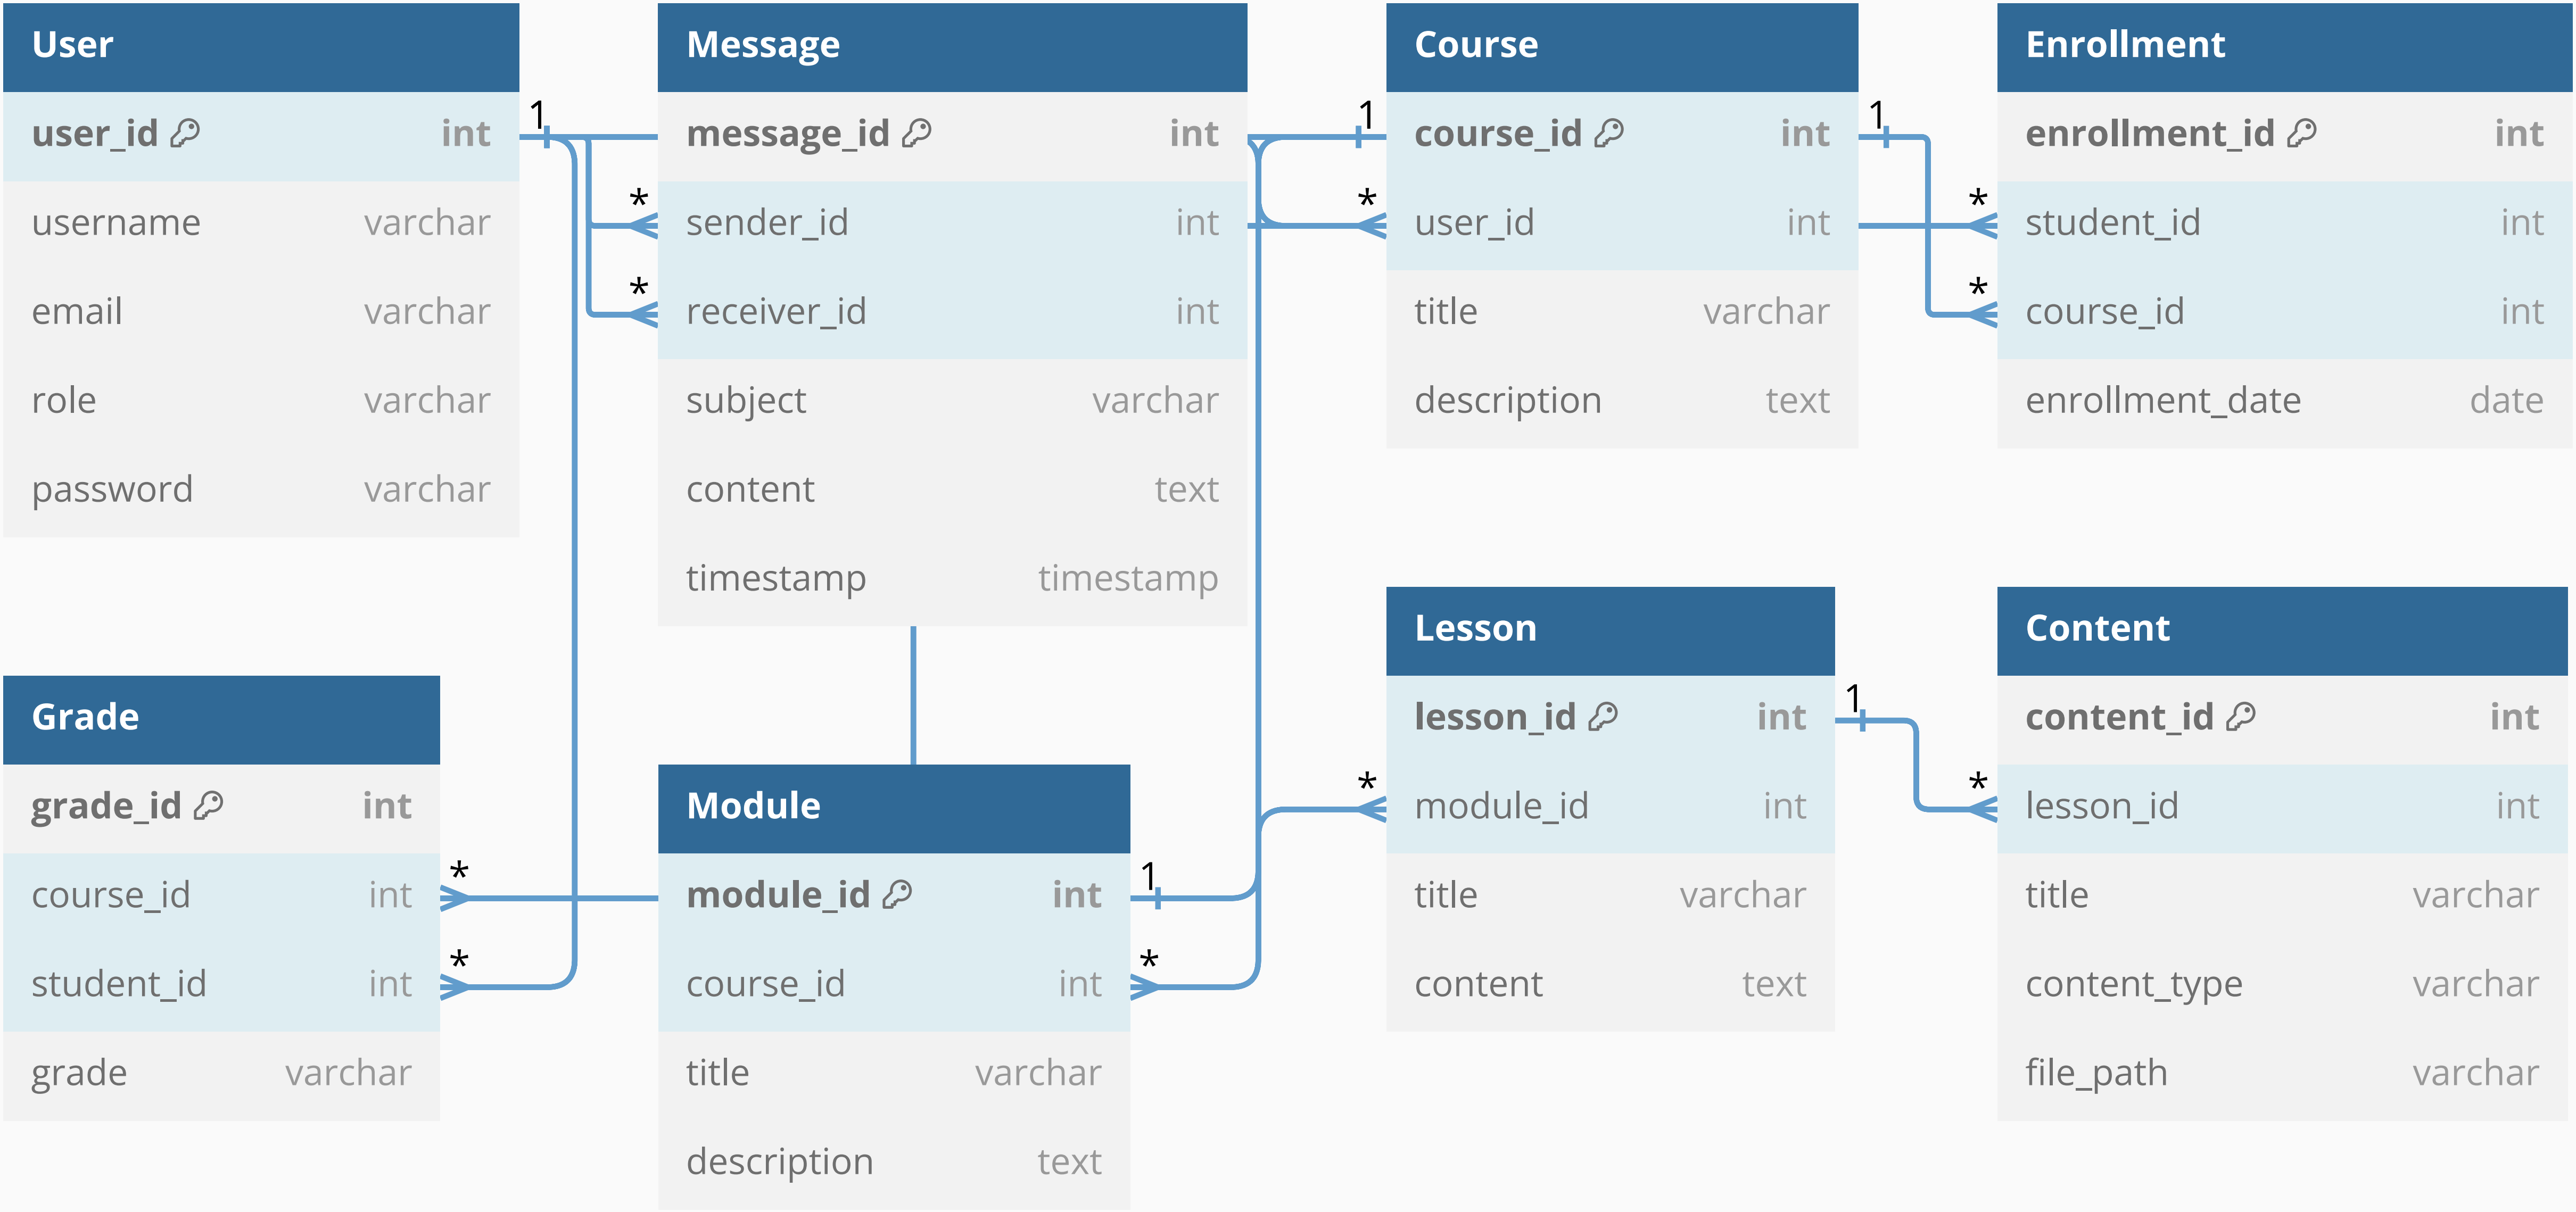 User
user_id int
username varchar
email varchar
role varchar
password varchar
Message
message_id int
sender_id int
receiver_id int
subject varchar
content text
timestamp timestamp
Course
course_id int
user_id int
title varchar
description text
Enrollment
enrollment_id int
student_id int
course_id int
enrollment_date date
Grade
grade_id int
course_id int
student_id int
grade varchar
Module
module_id int
course_id int
title varchar
description text
Lesson
lesson_id int
module_id int
title varchar
content text
Content
content_id int
lesson_id int
title varchar
content_type varchar
file_path varchar
1
*
*
1
*
1
*
*
*
*
1
*
*
1
*